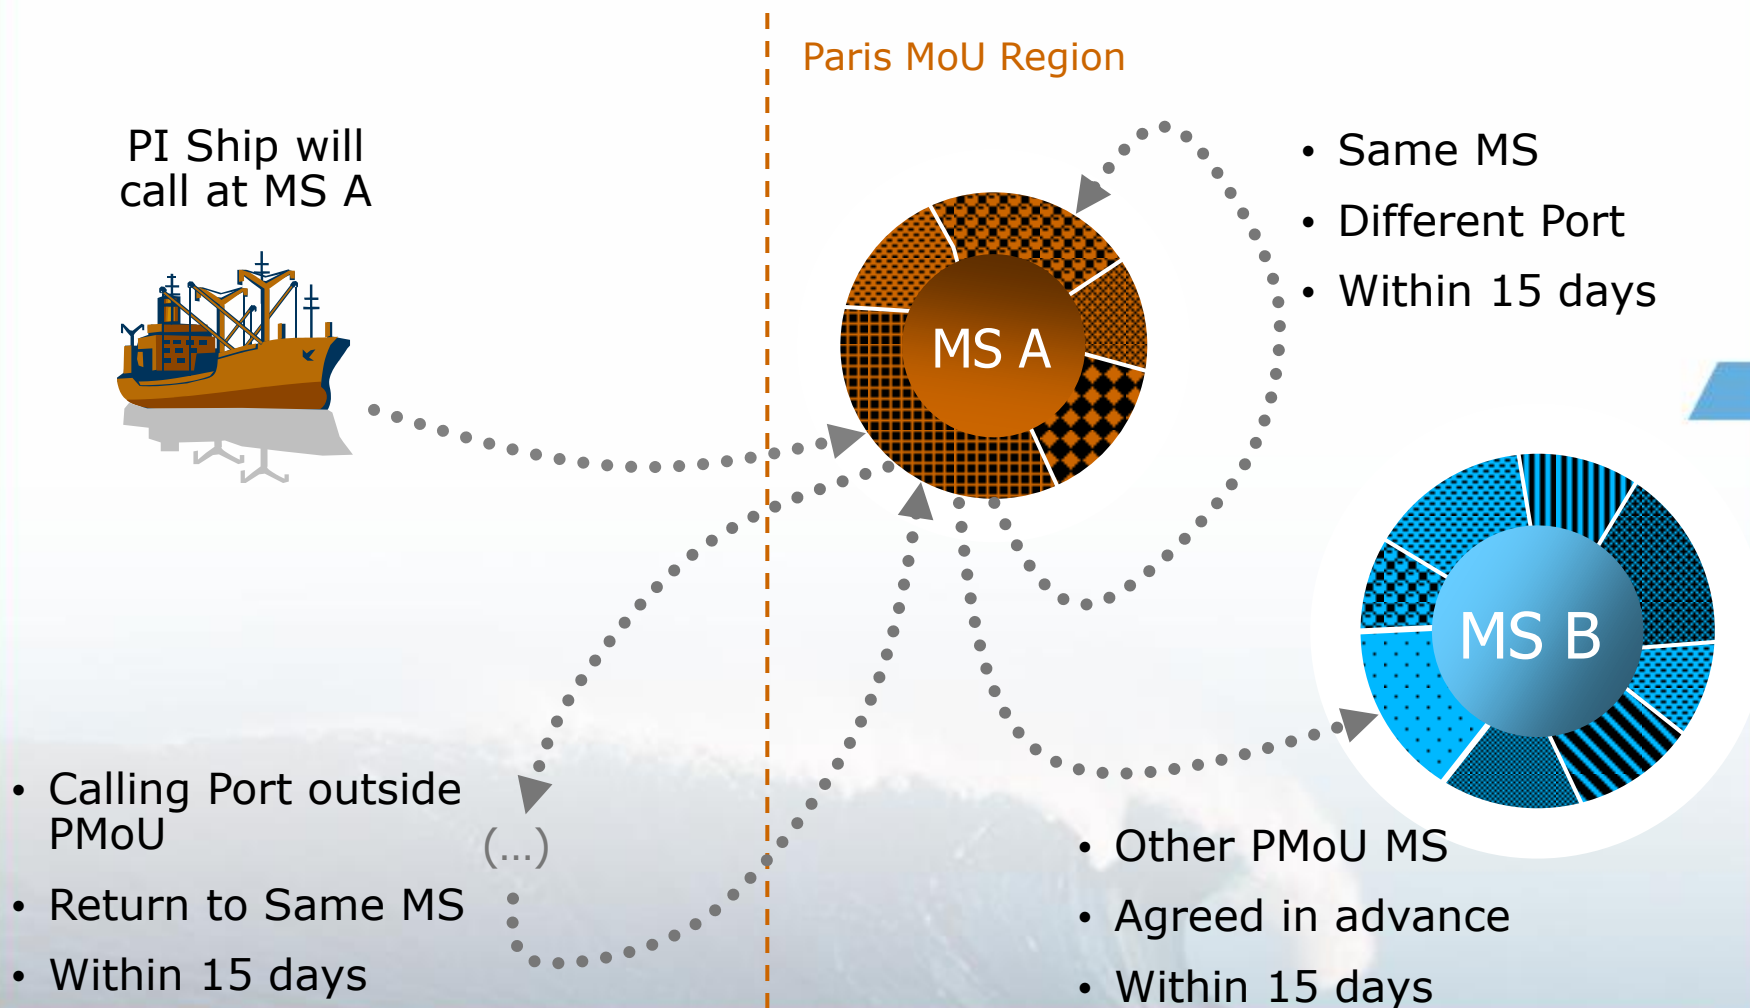 Paris MoU Region
PI Ship will
call at MS A
• Same MS
• Different Port
• Within 15 days
MS A
MS B
• Calling Port outside
PMoU
• Return to Same MS
• Within 15 days
(...)
• Other PMoU MS
• Agreed in advance
• Within 15 days